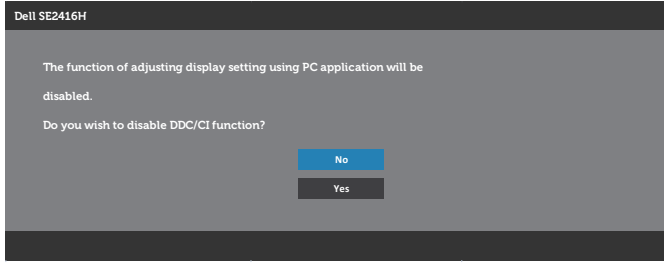 Dell SE2416H
The function of adjusting display setting using PC application will be
disabled.
Do you wish to disable DDC/CI function?
No
Yes